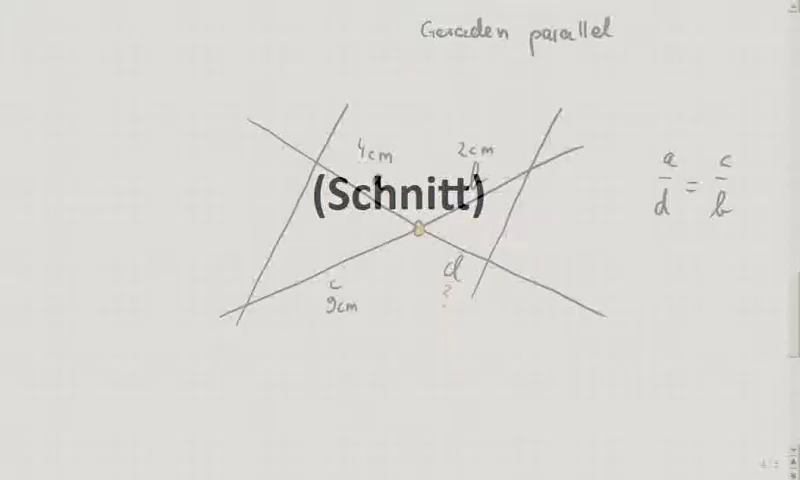 Geraden parallel
4cm
2cm
b
(Schnitt)
a/d = c/b
d
c
?
9cm